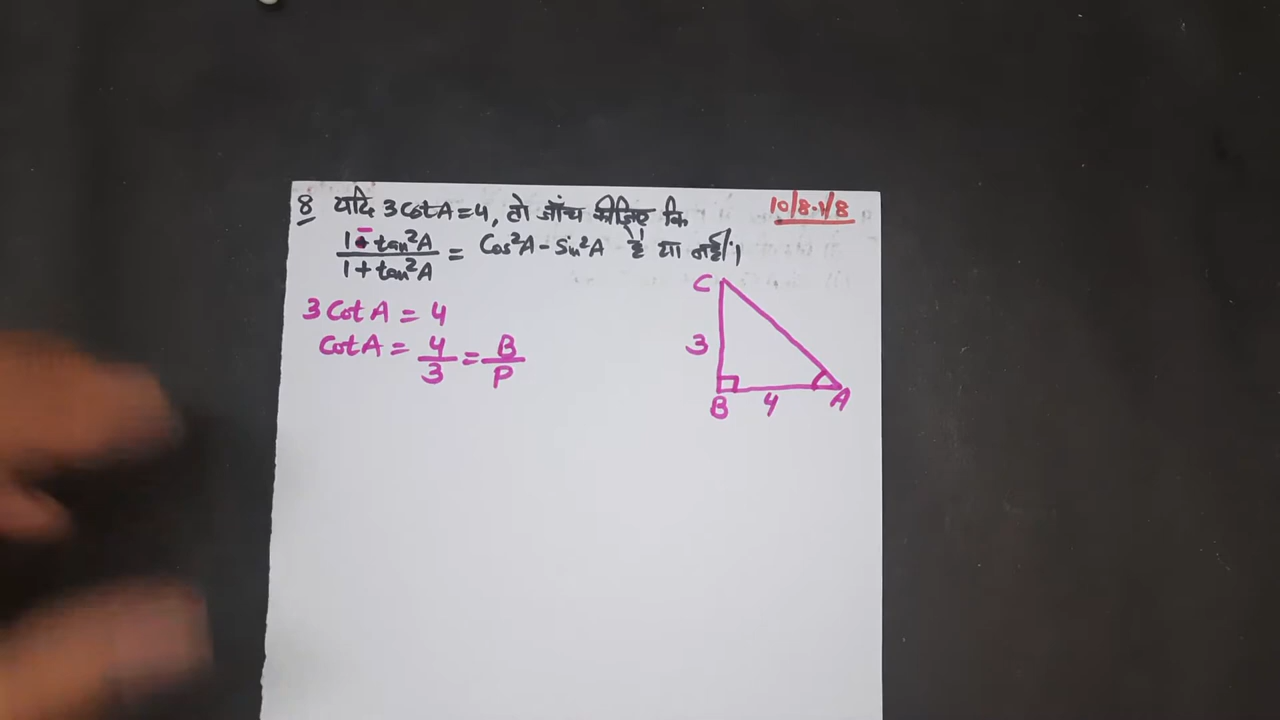 8 यदि 3 Cot A = 4, तो जाँच कीजिए कि
10/8.1/8
1 - tan²A / 1 + tan²A = Cos²A - Sin²A है या नहीं।
3 Cot A = 4
Cot A = 4/3 = B/P
C
3
B 4 A